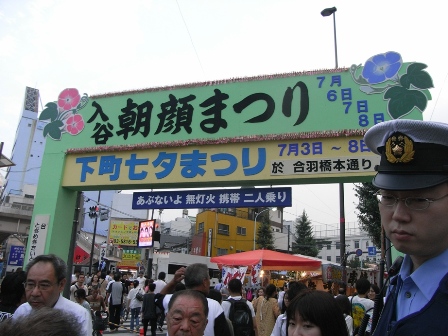 入谷
朝顔まつり
7月
6日
7日
8日
下町七夕まつり
7月3日～8日
於 合羽橋本通り
あぶないよ 無灯火 携帯 二人乗り